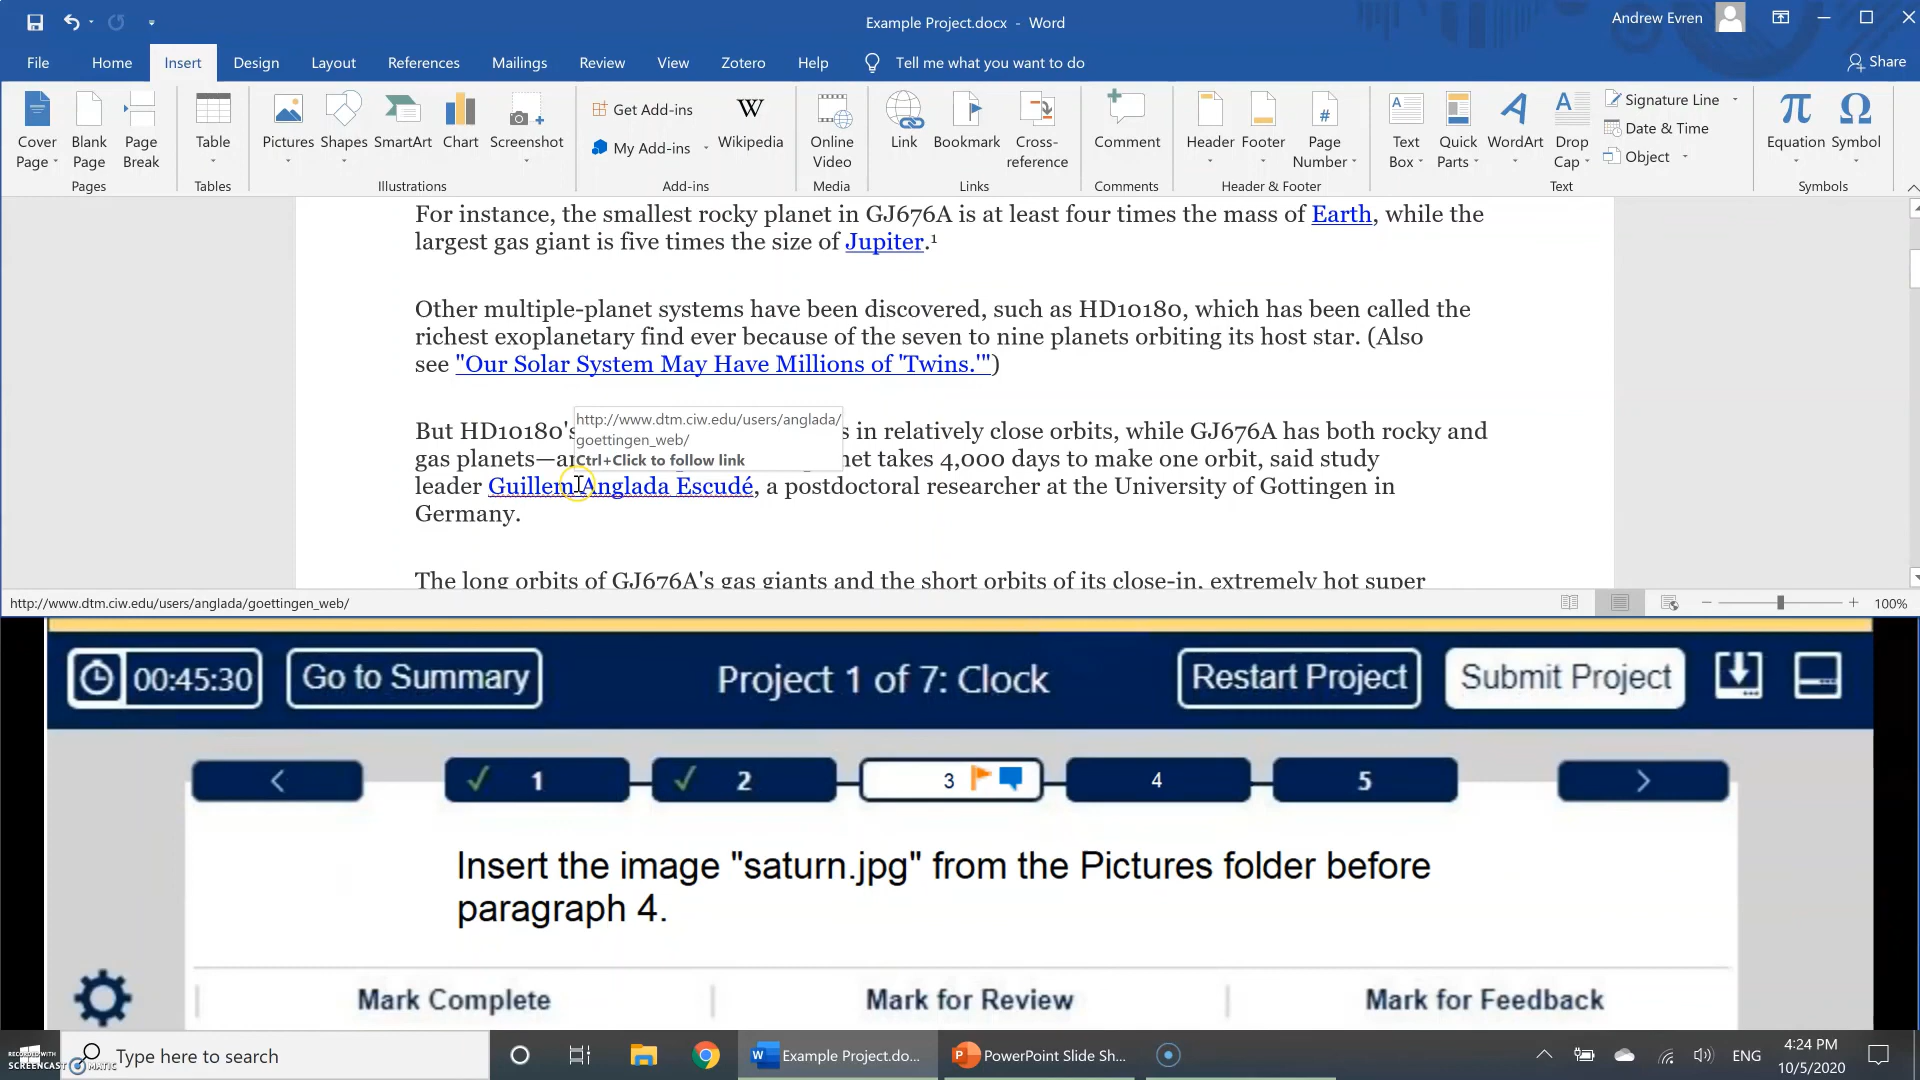 Example Project.docx - Word
Andrew Evren
File Home Insert Design Layout References Mailings Review View Zotero Help Tell me what you want to do Share
Cover Page
Blank Page
Page Break
Pages
Table
Tables
Pictures
Shapes
SmartArt
Chart
Screenshot
Illustrations
Get Add-ins
My Add-ins
W
Wikipedia
Add-ins
Online Video
Media
Link
Bookmark
Cross-reference
Links
Comment
Comments
Header
Footer
#
Page Number
Header & Footer
A
Text Box
Quick Parts
A
WordArt
A
Drop Cap
Signature Line
Date & Time
Object
Text
π
Equation
Ω
Symbol
Symbols
For instance, the smallest rocky planet in GJ676A is at least four times the mass of Earth, while the
largest gas giant is five times the size of Jupiter.¹
Other multiple-planet systems have been discovered, such as HD10180, which has been called the
richest exoplanetary find ever because of the seven to nine planets orbiting its host star. (Also
see "Our Solar System May Have Millions of 'Twins.'")
http://www.dtm.ciw.edu/users/anglada/
goettingen_web/
Ctrl+Click to follow link
But HD10180's s in relatively close orbits, while GJ676A has both rocky and
gas planets—an net takes 4,000 days to make one orbit, said study
leader Guillem Anglada Escudé, a postdoctoral researcher at the University of Gottingen in
Germany.
The long orbits of GJ676A's gas giants and the short orbits of its close-in, extremely hot super
http://www.dtm.ciw.edu/users/anglada/goettingen_web/
100%
00:45:30
Go to Summary
Project 1 of 7: Clock
Restart Project
Submit Project
< 1 2 3 4 5 >
Insert the image "saturn.jpg" from the Pictures folder before
paragraph 4.
Mark Complete
Mark for Review
Mark for Feedback
RECORDED WITH
SCREENCAST MATIC
Type here to search
W
Example Project.do...
P
PowerPoint Slide Sh...
ENG
4:24 PM
10/5/2020